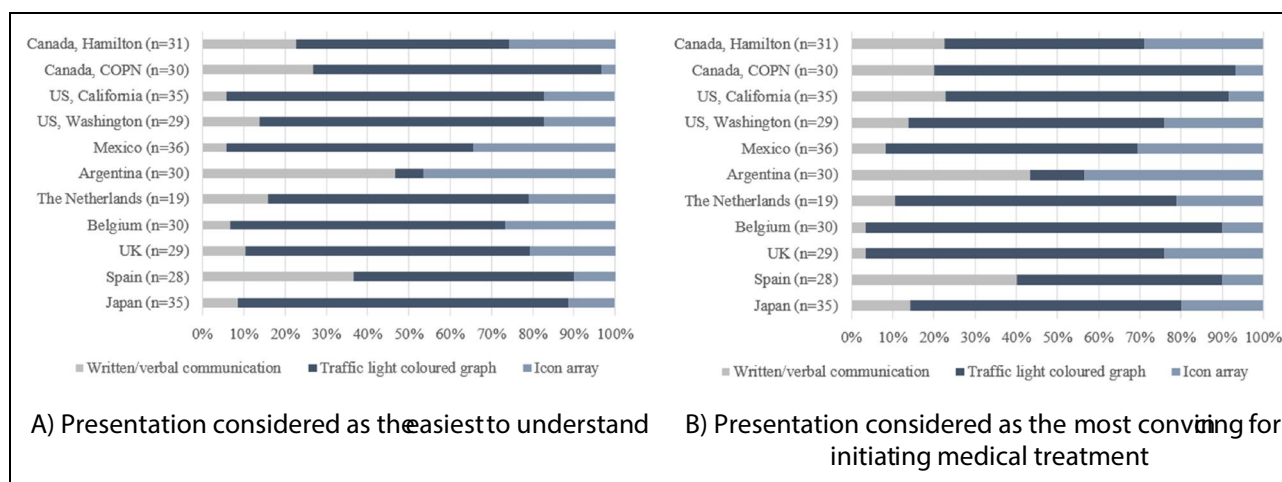 Canada, Hamilton (n=31)
Canada, COPN (n=30)
US, California (n=35)
US, Washington (n=29)
Mexico (n=36)
Argentina (n=30)
The Netherlands (n=19)
Belgium (n=30)
UK (n=29)
Spain (n=28)
Japan (n=35)
0% 10% 20% 30% 40% 50% 60% 70% 80% 90% 100%
Written/verbal communication Traffic light coloured graph Icon array
A) Presentation considered as the easiest to understand
Canada, Hamilton (n=31)
Canada, COPN (n=30)
US, California (n=35)
US, Washington (n=29)
Mexico (n=36)
Argentina (n=30)
The Netherlands (n=19)
Belgium (n=30)
UK (n=29)
Spain (n=28)
Japan (n=35)
0% 10% 20% 30% 40% 50% 60% 70% 80% 90% 100%
Written/verbal communication Traffic light coloured graph Icon array
B) Presentation considered as the most convincing for
initiating medical treatment